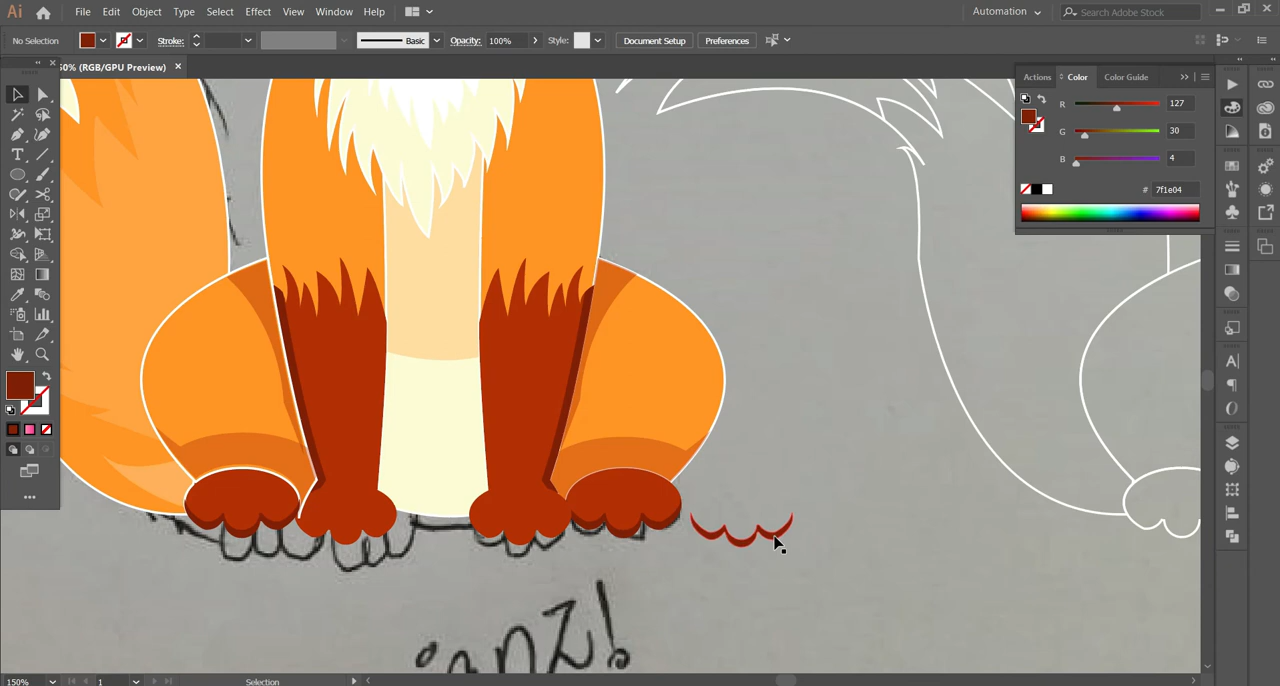 Ai File Edit Object Type Select Effect View Window Help Automation Search Adobe Stock
No Selection Stroke: Basic Opacity: 100% Style: Document Setup Preferences
50% (RGB/GPU Preview)
Actions Color Color Guide
R 127
G 30
B 4
# 7f1e04
150% 1 Selection